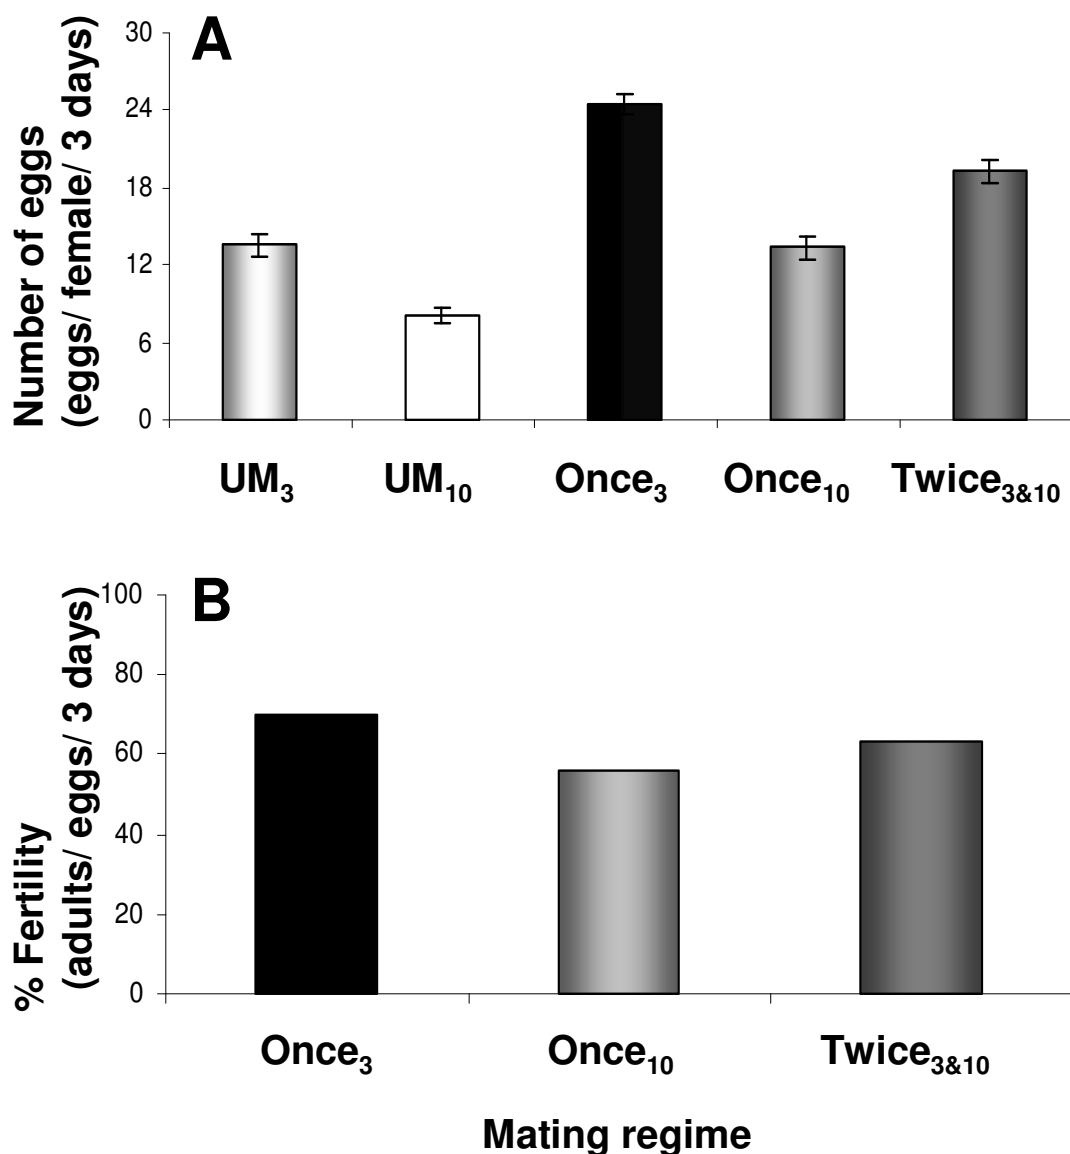 A
Number of eggs
(eggs/ female/ 3 days)
30
24
18
12
6
0
UM3
UM10
Once3
Once10
Twice3&10
B
% Fertility
(adults/ eggs/ 3 days)
100
80
60
40
20
0
Once3
Once10
Twice3&10
Mating regime